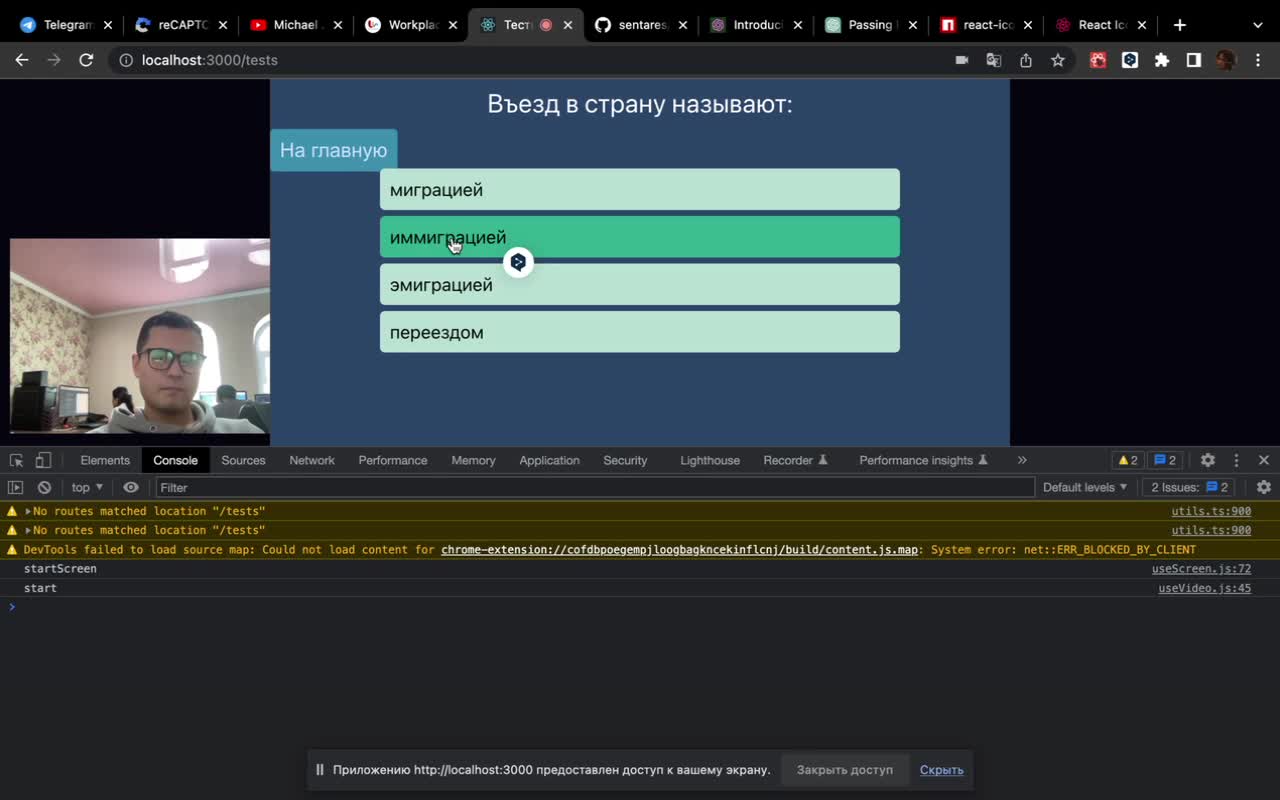 Telegram
reCAPTC
Michael
Workplac
Тест
sentares
Introduci
Passing
react-ico
React Ico
localhost:3000/tests
Въезд в страну называют:
На главную
миграцией
иммиграцией
эмиграцией
переездом
Elements Console Sources Network Performance Memory Application Security Lighthouse Recorder Performance insights » 2 2
top Filter Default levels 2 Issues: 2
No routes matched location "/tests" utils.ts:900
No routes matched location "/tests" utils.ts:900
DevTools failed to load source map: Could not load content for chrome-extension://cofdbpoegempjloogbagkncekinflcnj/build/content.js.map: System error: net::ERR_BLOCKED_BY_CLIENT
startScreen useScreen.js:72
start useVideo.js:45
Приложению http://localhost:3000 предоставлен доступ к вашему экрану. Закрыть доступ Скрыть